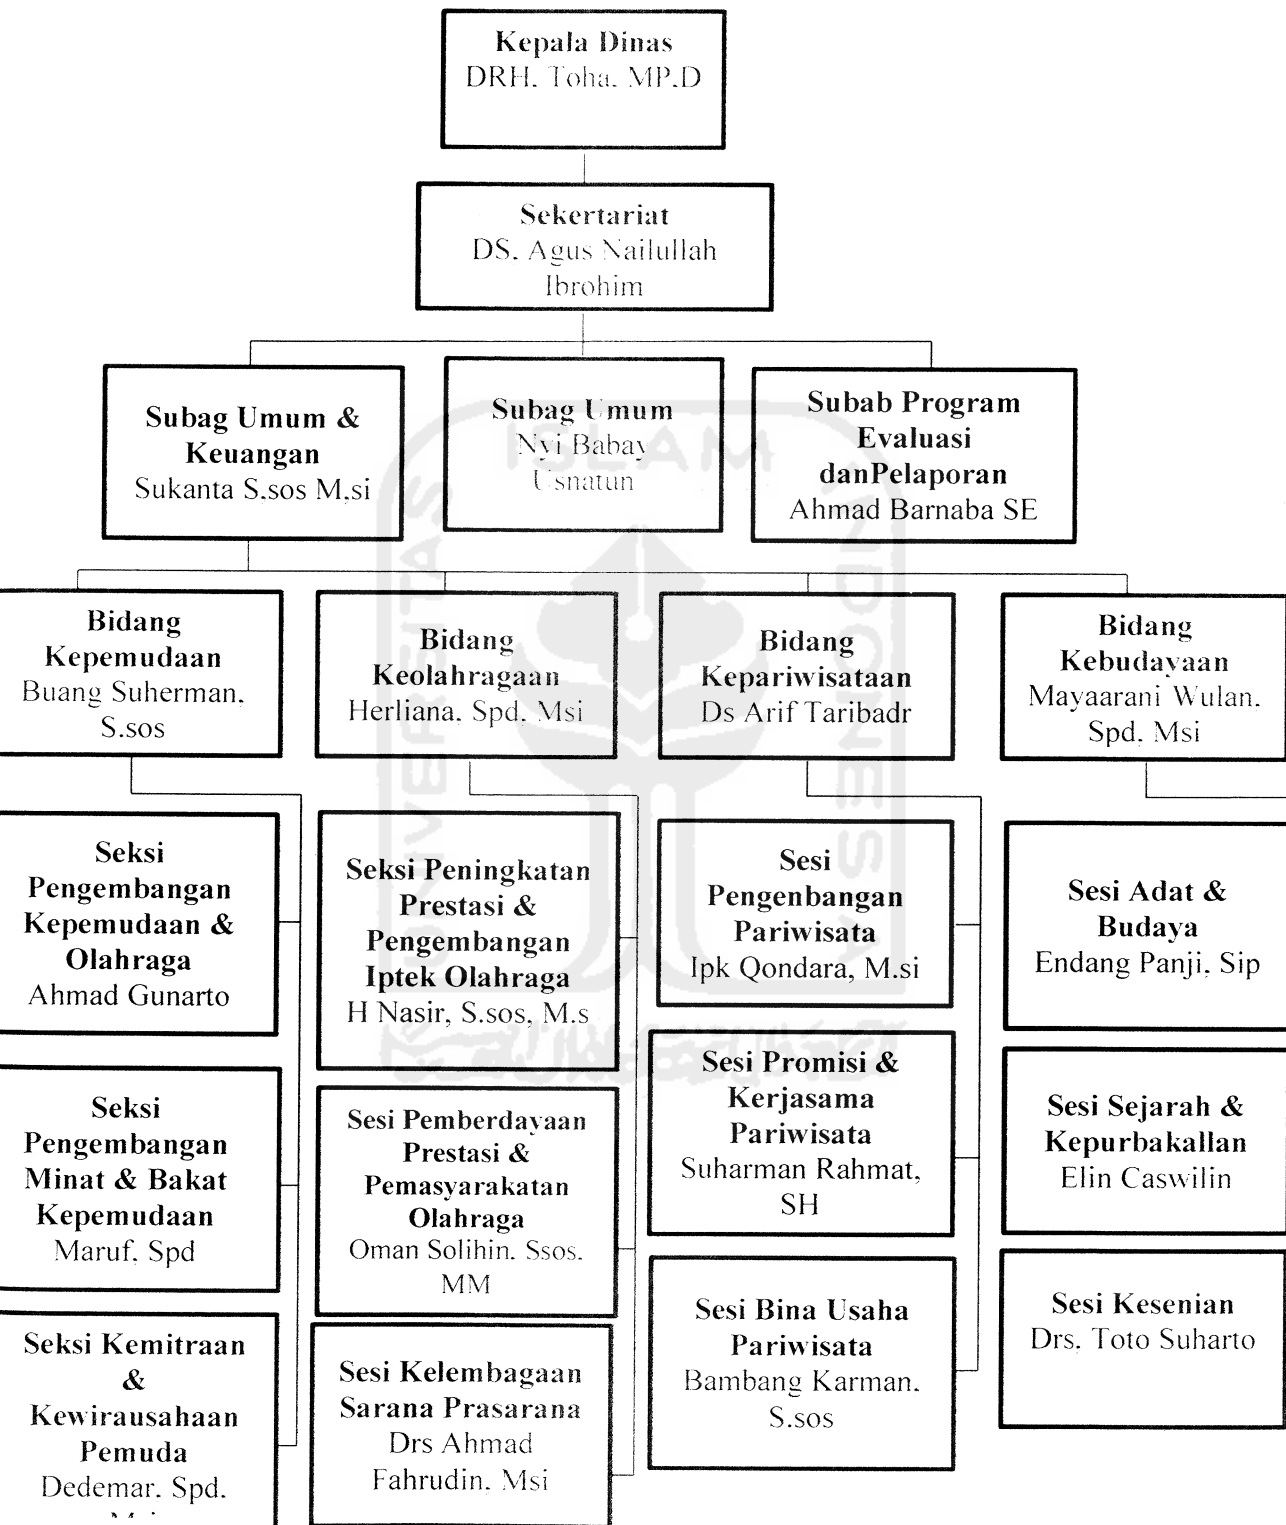 Kepala Dinas
DRH. Toha. MP.D
Sekertariat
DS. Agus Nailullah
Ibrohim
Subag Umum &
Keuangan
Sukanta S.sos M.si
Subag Umum
Nyi Babay
Usnatun
Subab Program
Evaluasi
danPelaporan
Ahmad Barnaba SE
Bidang
Kepemudaan
Buang Suherman.
S.sos
Bidang
Keolahragaan
Herliana. Spd. Msi
Bidang
Kepariwisataan
Ds Arif Taribadr
Bidang
Kebudayaan
Mayaarani Wulan.
Spd. Msi
Seksi
Pengembangan
Kepemudaan &
Olahraga
Ahmad Gunarto
Seksi
Pengembangan
Minat & Bakat
Kepemudaan
Maruf. Spd
Seksi Kemitraan
&
Kewirausahaan
Pemuda
Dedemar. Spd.
Seksi Peningkatan
Prestasi &
Pengembangan
Iptek Olahraga
H Nasir, S.sos, M.s
Sesi Pemberdayaan
Prestasi &
Pemasyarakatan
Olahraga
Oman Solihin. Ssos.
MM
Sesi Kelembagaan
Sarana Prasarana
Drs Ahmad
Fahrudin. Msi
Sesi
Pengenbangan
Pariwisata
Ipk Qondara, M.si
Sesi Promisi &
Kerjasama
Pariwisata
Suharman Rahmat,
SH
Sesi Bina Usaha
Pariwisata
Bambang Karman.
S.sos
Sesi Adat &
Budaya
Endang Panji. Sip
Sesi Sejarah &
Kepurbakallan
Elin Caswilin
Sesi Kesenian
Drs. Toto Suharto
UNIVERSITAS
ISLAM
INDONESIA